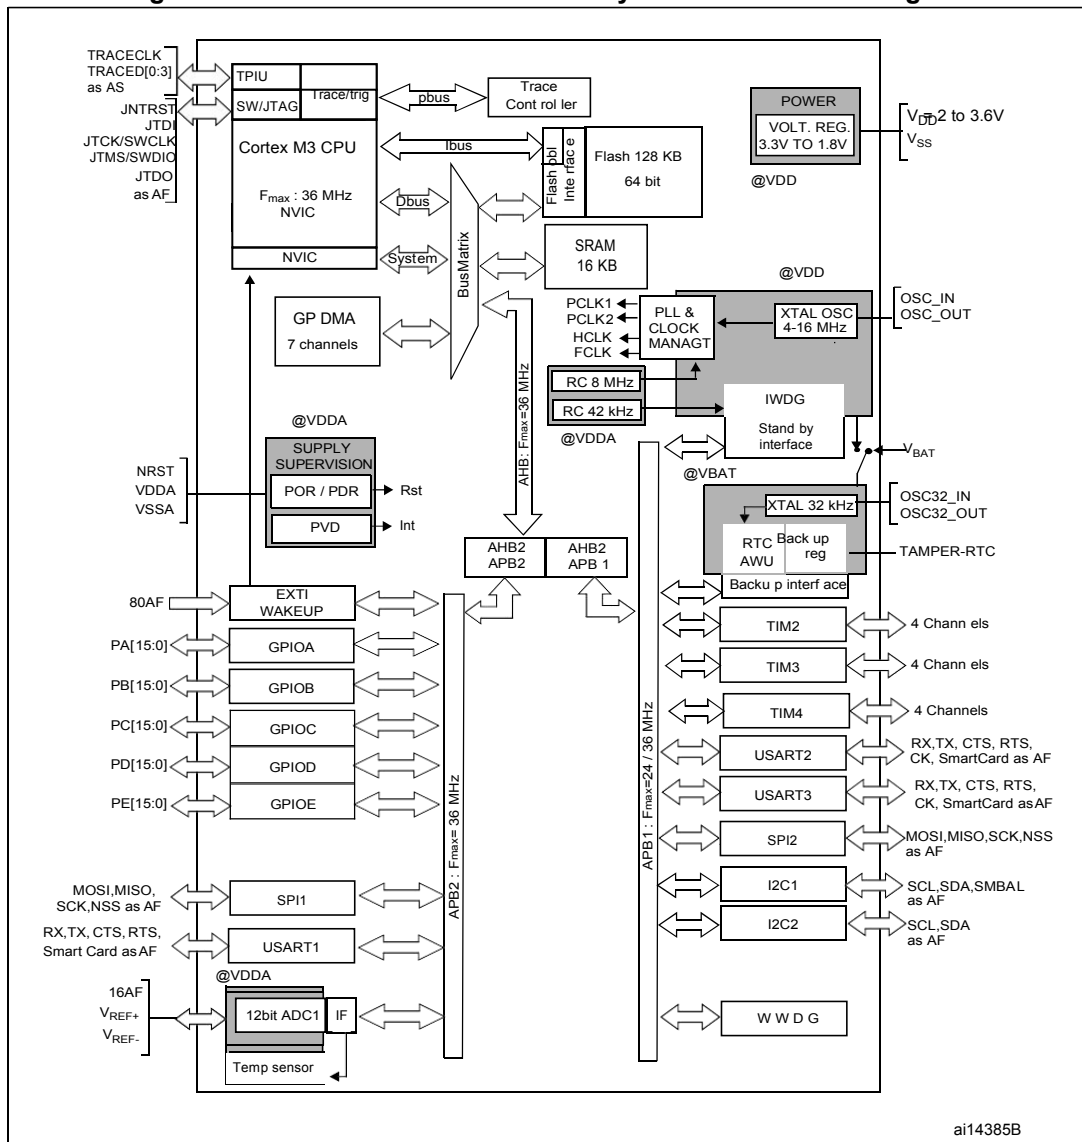 TRACECLK
TRACED[0:3]
as AS
JNTRST
JTDI
JTCK/SWCLK
JTMS/SWDIO
JTDO
as AF
TPIU
SW/JTAG
Trace/trig
Cortex M3 CPU
Fmax : 36 MHz
NVIC
NVIC
pbus
Trace
Cont rol ler
Ibus
Dbus
System
BusMatrix
Flash obl
Inte rfac e
Flash 128 KB
64 bit
SRAM
16 KB
POWER
VOLT. REG.
3.3V TO 1.8V
@VDD
VDD = 2 to 3.6V
VSS
GP DMA
7 channels
PCLK1
PCLK2
HCLK
FCLK
PLL &
CLOCK
MANAGT
@VDD
XTAL OSC
4-16 MHz
OSC_IN
OSC_OUT
RC 8 MHz
RC 42 kHz
@VDDA
IWDG
Stand by
interface
VBAT
@VBAT
AHB: Fmax=36 MHz
@VDDA
SUPPLY
SUPERVISION
POR / PDR
PVD
Rst
Int
NRST
VDDA
VSSA
XTAL 32 kHz
OSC32_IN
OSC32_OUT
RTC
AWU
Back up
reg
TAMPER-RTC
Backu p interf ace
AHB2
APB2
AHB2
APB 1
80AF
EXTI
WAKEUP
PA[15:0]
GPIOA
PB[15:0]
GPIOB
PC[15:0]
GPIOC
PD[15:0]
GPIOD
PE[15:0]
GPIOE
MOSI,MISO,
SCK,NSS as AF
SPI1
RX,TX, CTS, RTS,
Smart Card as AF
USART1
@VDDA
16AF
VREF+
VREF-
12bit ADC1
IF
Temp sensor
APB2 : Fmax= 36 MHz
APB1 : Fmax=24 / 36 MHz
TIM2
4 Chann els
TIM3
4 Chann els
TIM4
4 Channels
USART2
RX,TX, CTS, RTS,
CK, SmartCard as AF
USART3
RX,TX, CTS, RTS,
CK, SmartCard as AF
SPI2
MOSI,MISO,SCK,NSS
as AF
I2C1
SCL,SDA,SMBAL
as AF
I2C2
SCL,SDA
as AF
W W D G
ai14385B